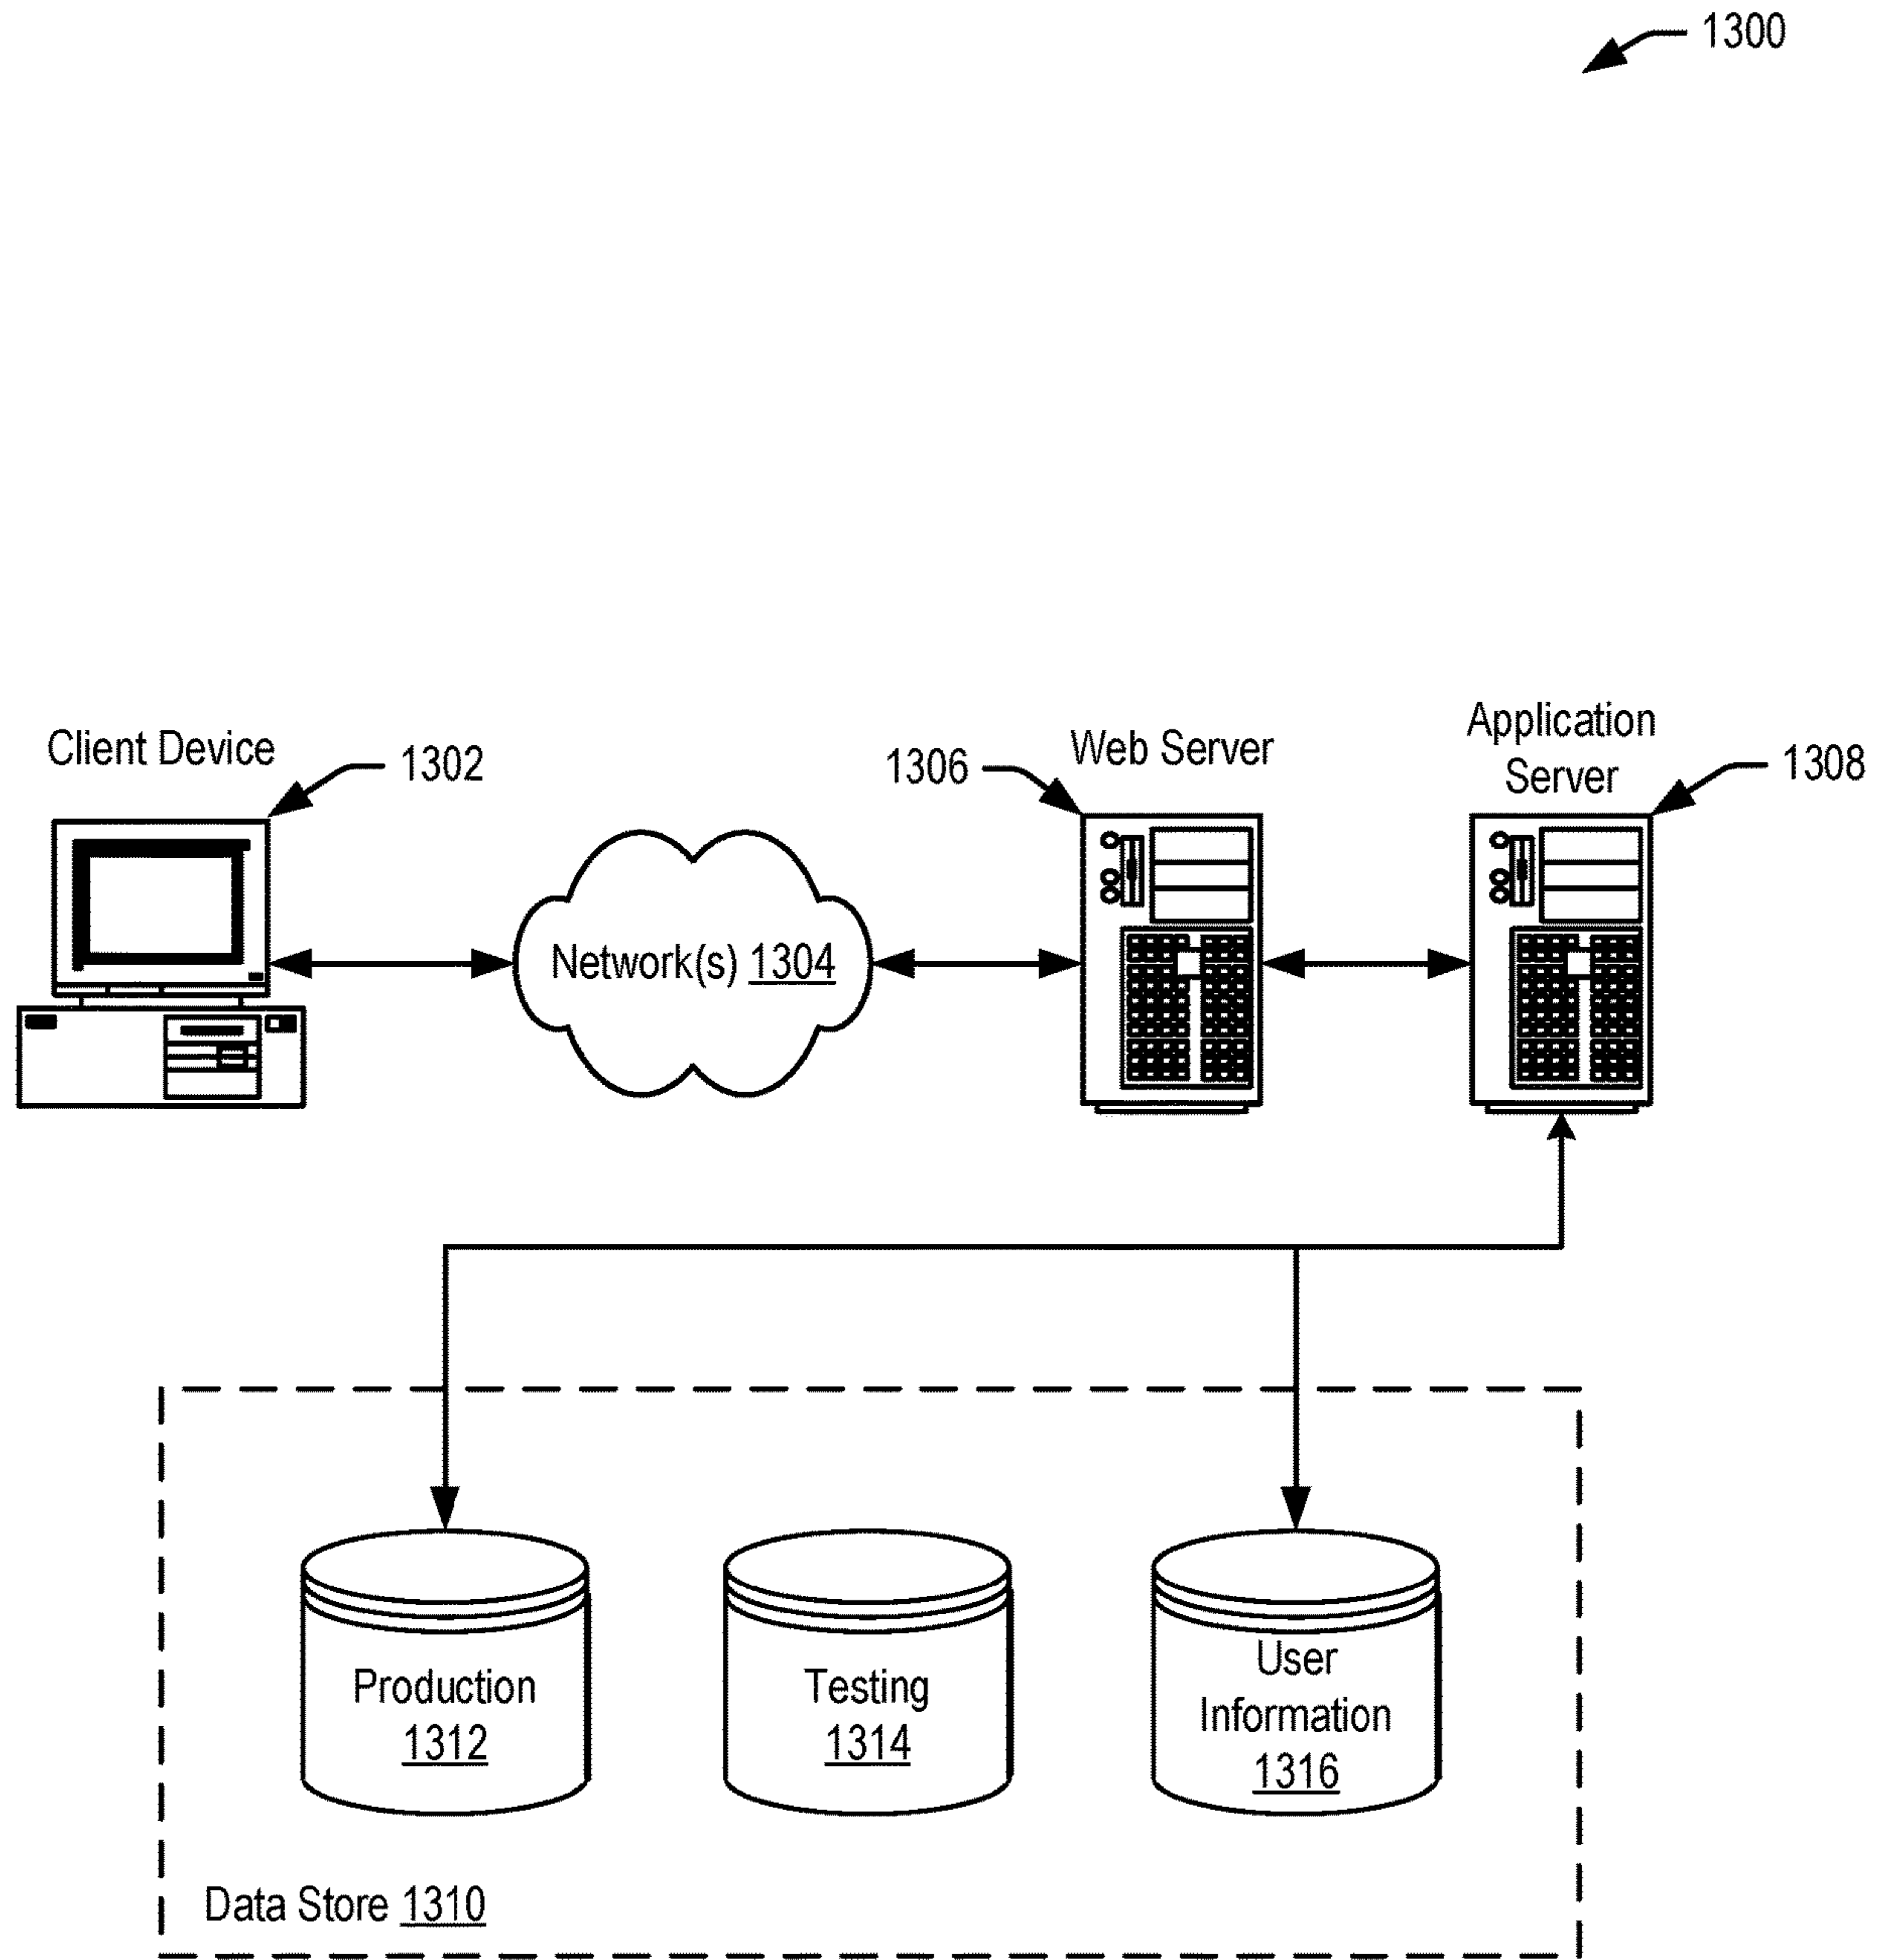 1300
Client Device
1302
1306
Web Server
Application
Server
1308
Network(s) 1304
Production
1312
Testing
1314
User
Information
1316
Data Store 1310